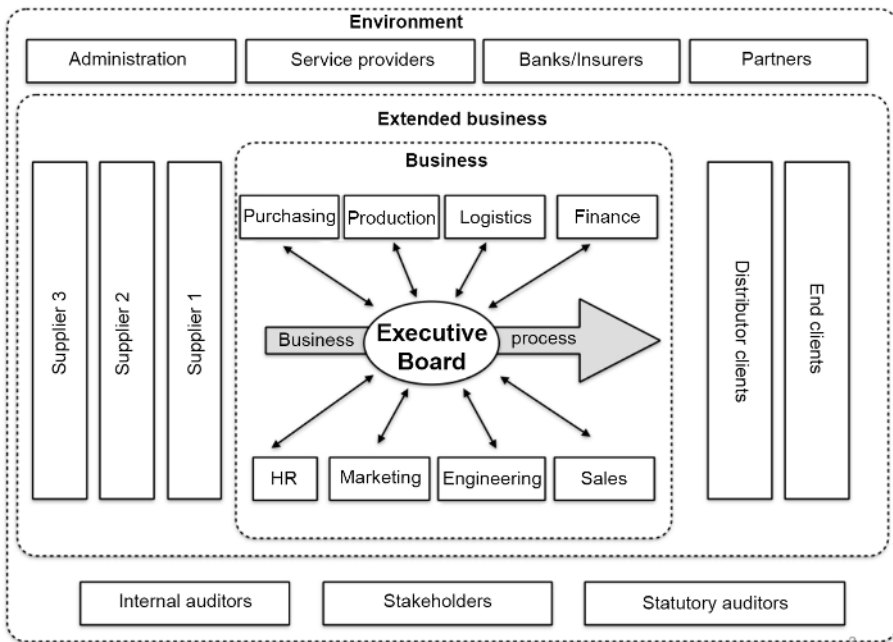 Environment
Administration
Service providers
Banks/Insurers
Partners
Extended business
Business
Purchasing
Production
Logistics
Finance
Supplier 3
Supplier 2
Supplier 1
Business
Executive
Board
process
Distributor clients
End clients
HR
Marketing
Engineering
Sales
Internal auditors
Stakeholders
Statutory auditors